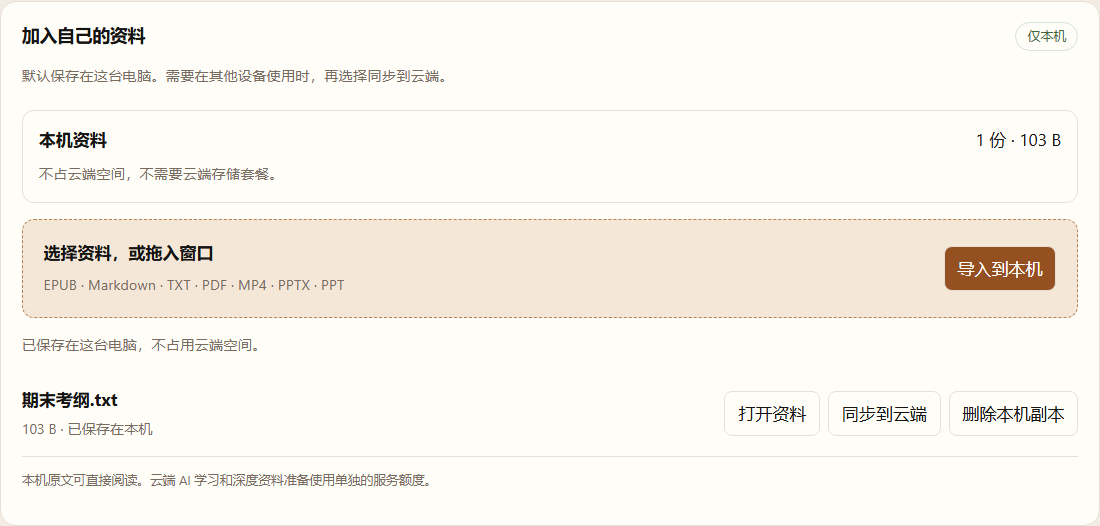 加入自己的资料
仅本机
默认保存在这台电脑。需要在其他设备使用时，再选择同步到云端。
本机资料
1 份 · 103 B
不占云端空间，不需要云端存储套餐。
选择资料，或拖入窗口
EPUB · Markdown · TXT · PDF · MP4 · PPTX · PPT
导入到本机
已保存在这台电脑，不占用云端空间。
期末考纲.txt
103 B · 已保存在本机
打开资料
同步到云端
删除本机副本
本机原文可直接阅读。云端 AI 学习和深度资料准备使用单独的服务额度。